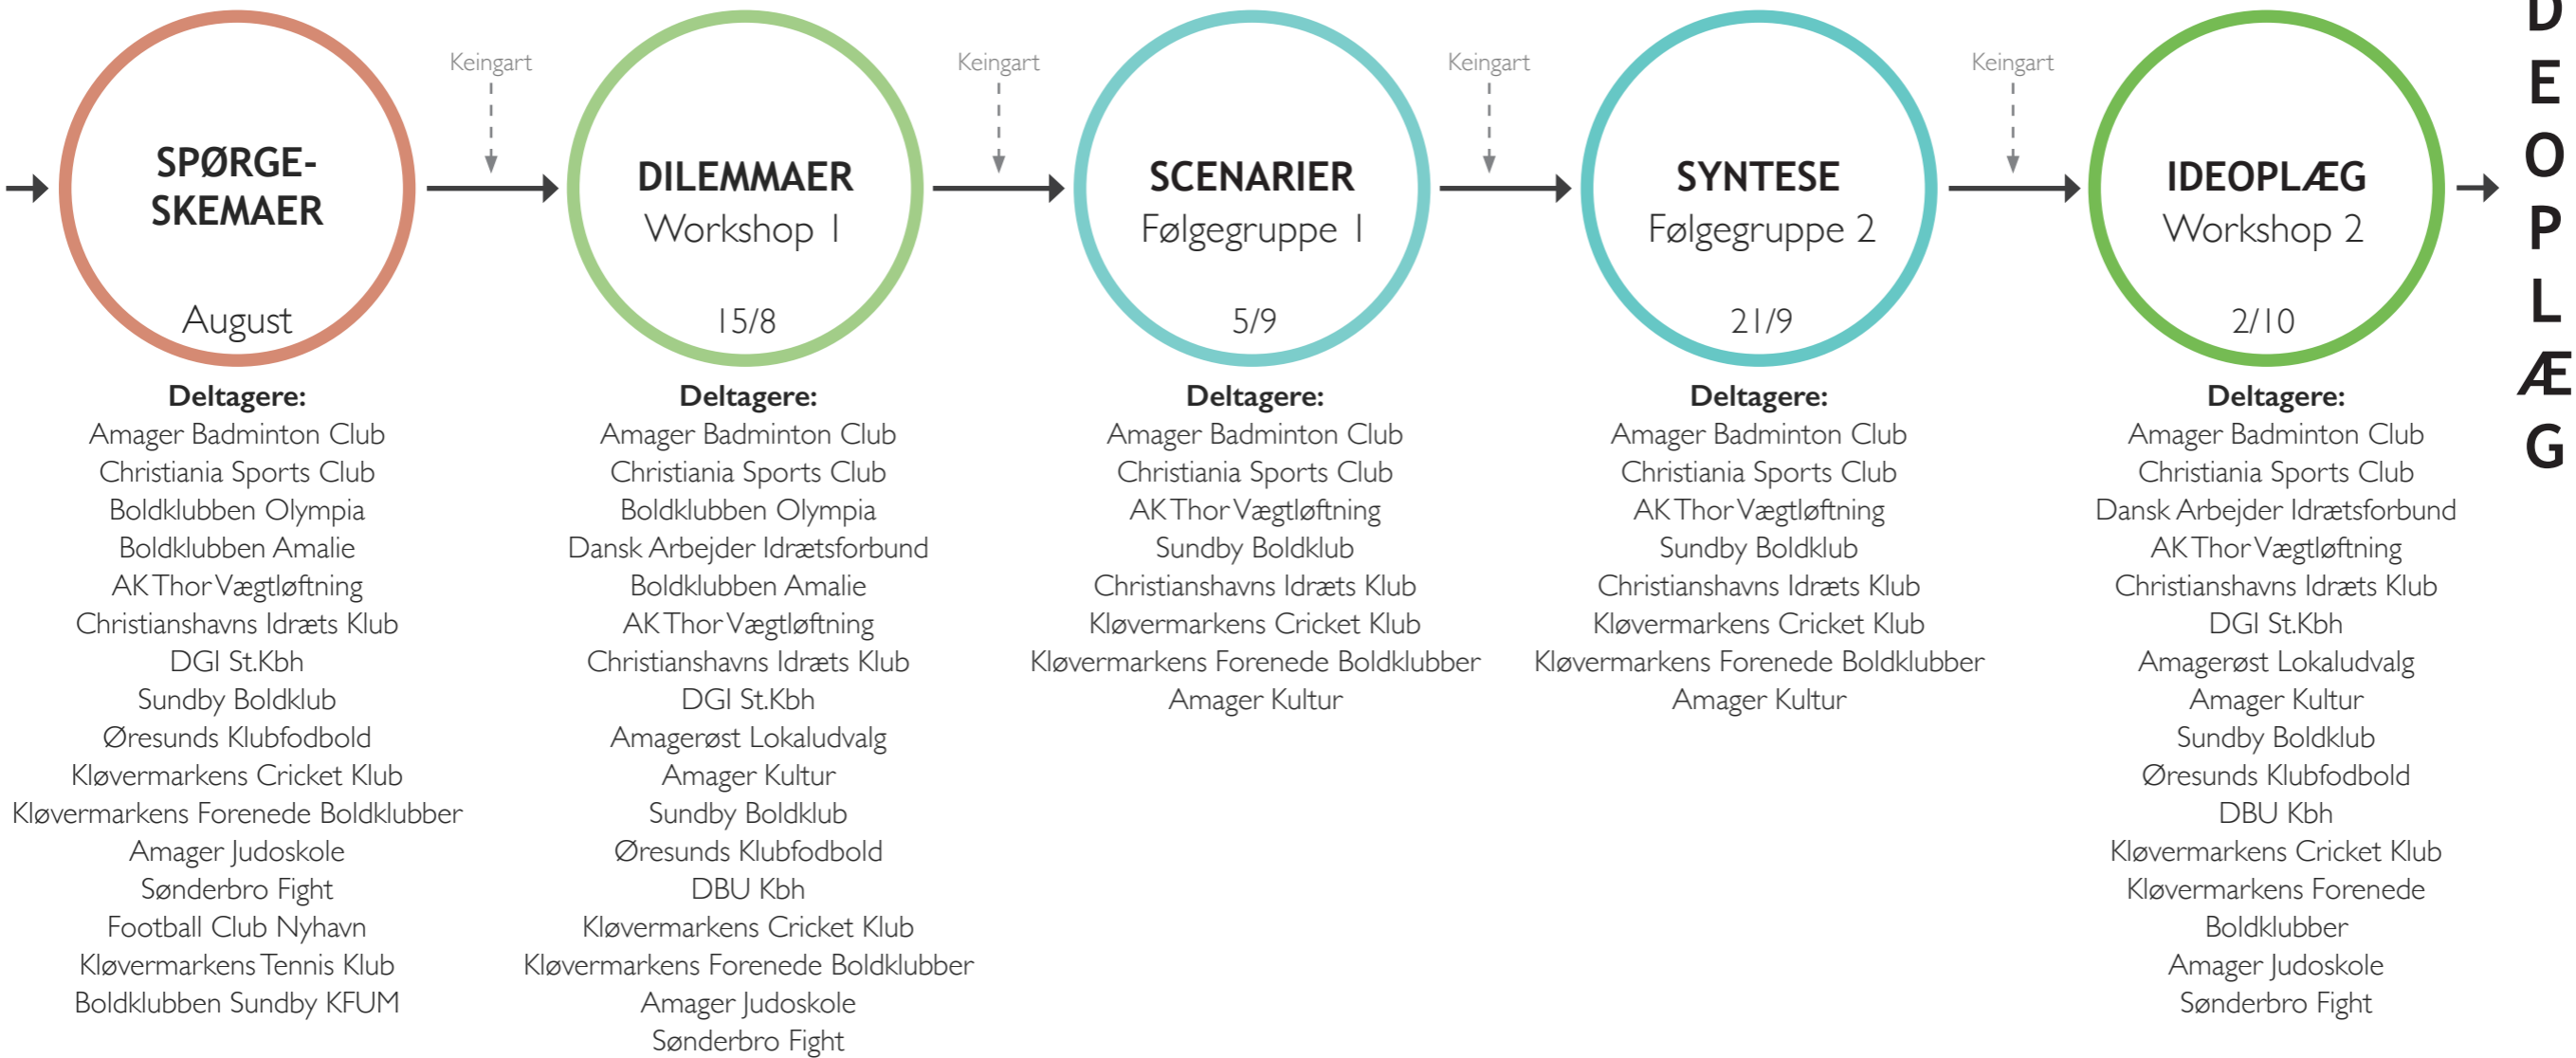 SPØRGE-
SKEMAER
August
Deltagere:
Amager Badminton Club
Christiania Sports Club
Boldklubben Olympia
Boldklubben Amalie
AK Thor Vægtløftning
Christianshavns Idræts Klub
DGI St.Kbh
Sundby Boldklub
Øresunds Klubfodbold
Kløvermarkens Cricket Klub
Kløvermarkens Forenede Boldklubber
Amager Judoskole
Sønderbro Fight
Football Club Nyhavn
Kløvermarkens Tennis Klub
Boldklubben Sundby KFUM
Keingart
DILEMMAER
Workshop 1
15/8
Deltagere:
Amager Badminton Club
Christiania Sports Club
Boldklubben Olympia
Dansk Arbejder Idrætsforbund
Boldklubben Amalie
AK Thor Vægtløftning
Christianshavns Idræts Klub
DGI St.Kbh
Amagerøst Lokaludvalg
Amager Kultur
Sundby Boldklub
Øresunds Klubfodbold
DBU Kbh
Kløvermarkens Cricket Klub
Kløvermarkens Forenede Boldklubber
Amager Judoskole
Sønderbro Fight
Keingart
SCENARIER
Følgegruppe 1
5/9
Deltagere:
Amager Badminton Club
Christiania Sports Club
AK Thor Vægtløftning
Sundby Boldklub
Christianshavns Idræts Klub
Kløvermarkens Cricket Klub
Kløvermarkens Forenede Boldklubber
Amager Kultur
Keingart
SYNTESE
Følgegruppe 2
21/9
Deltagere:
Amager Badminton Club
Christiania Sports Club
AK Thor Vægtløftning
Sundby Boldklub
Christianshavns Idræts Klub
Kløvermarkens Cricket Klub
Kløvermarkens Forenede Boldklubber
Amager Kultur
Keingart
IDEOPLÆG
Workshop 2
2/10
Deltagere:
Amager Badminton Club
Christiania Sports Club
Dansk Arbejder Idrætsforbund
AK Thor Vægtløftning
Christianshavns Idræts Klub
DGI St.Kbh
Amagerøst Lokaludvalg
Amager Kultur
Sundby Boldklub
Øresunds Klubfodbold
DBU Kbh
Kløvermarkens Cricket Klub
Kløvermarkens Forenede
Boldklubber
Amager Judoskole
Sønderbro Fight
DEOPLÆG